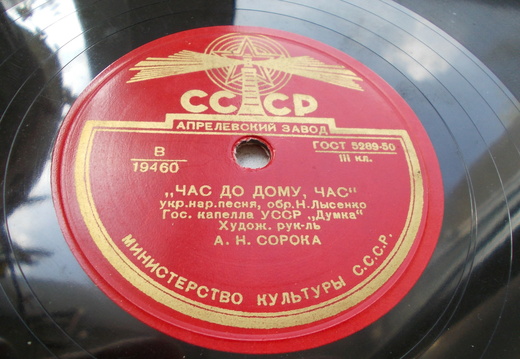 СССР
АПРЕЛЕВСКИЙ ЗАВОД
В
19460
ГОСТ 5289-50
III кл.
„ЧАС ДО ДОМУ, ЧАС“
укр.нар.песня, обр.Н.Лысенко
Гос. капелла УССР „Думка“
Худож. рук-ль
А. Н. СОРОКА
МИНИСТЕРСТВО КУЛЬТУРЫ С.С.С.Р.